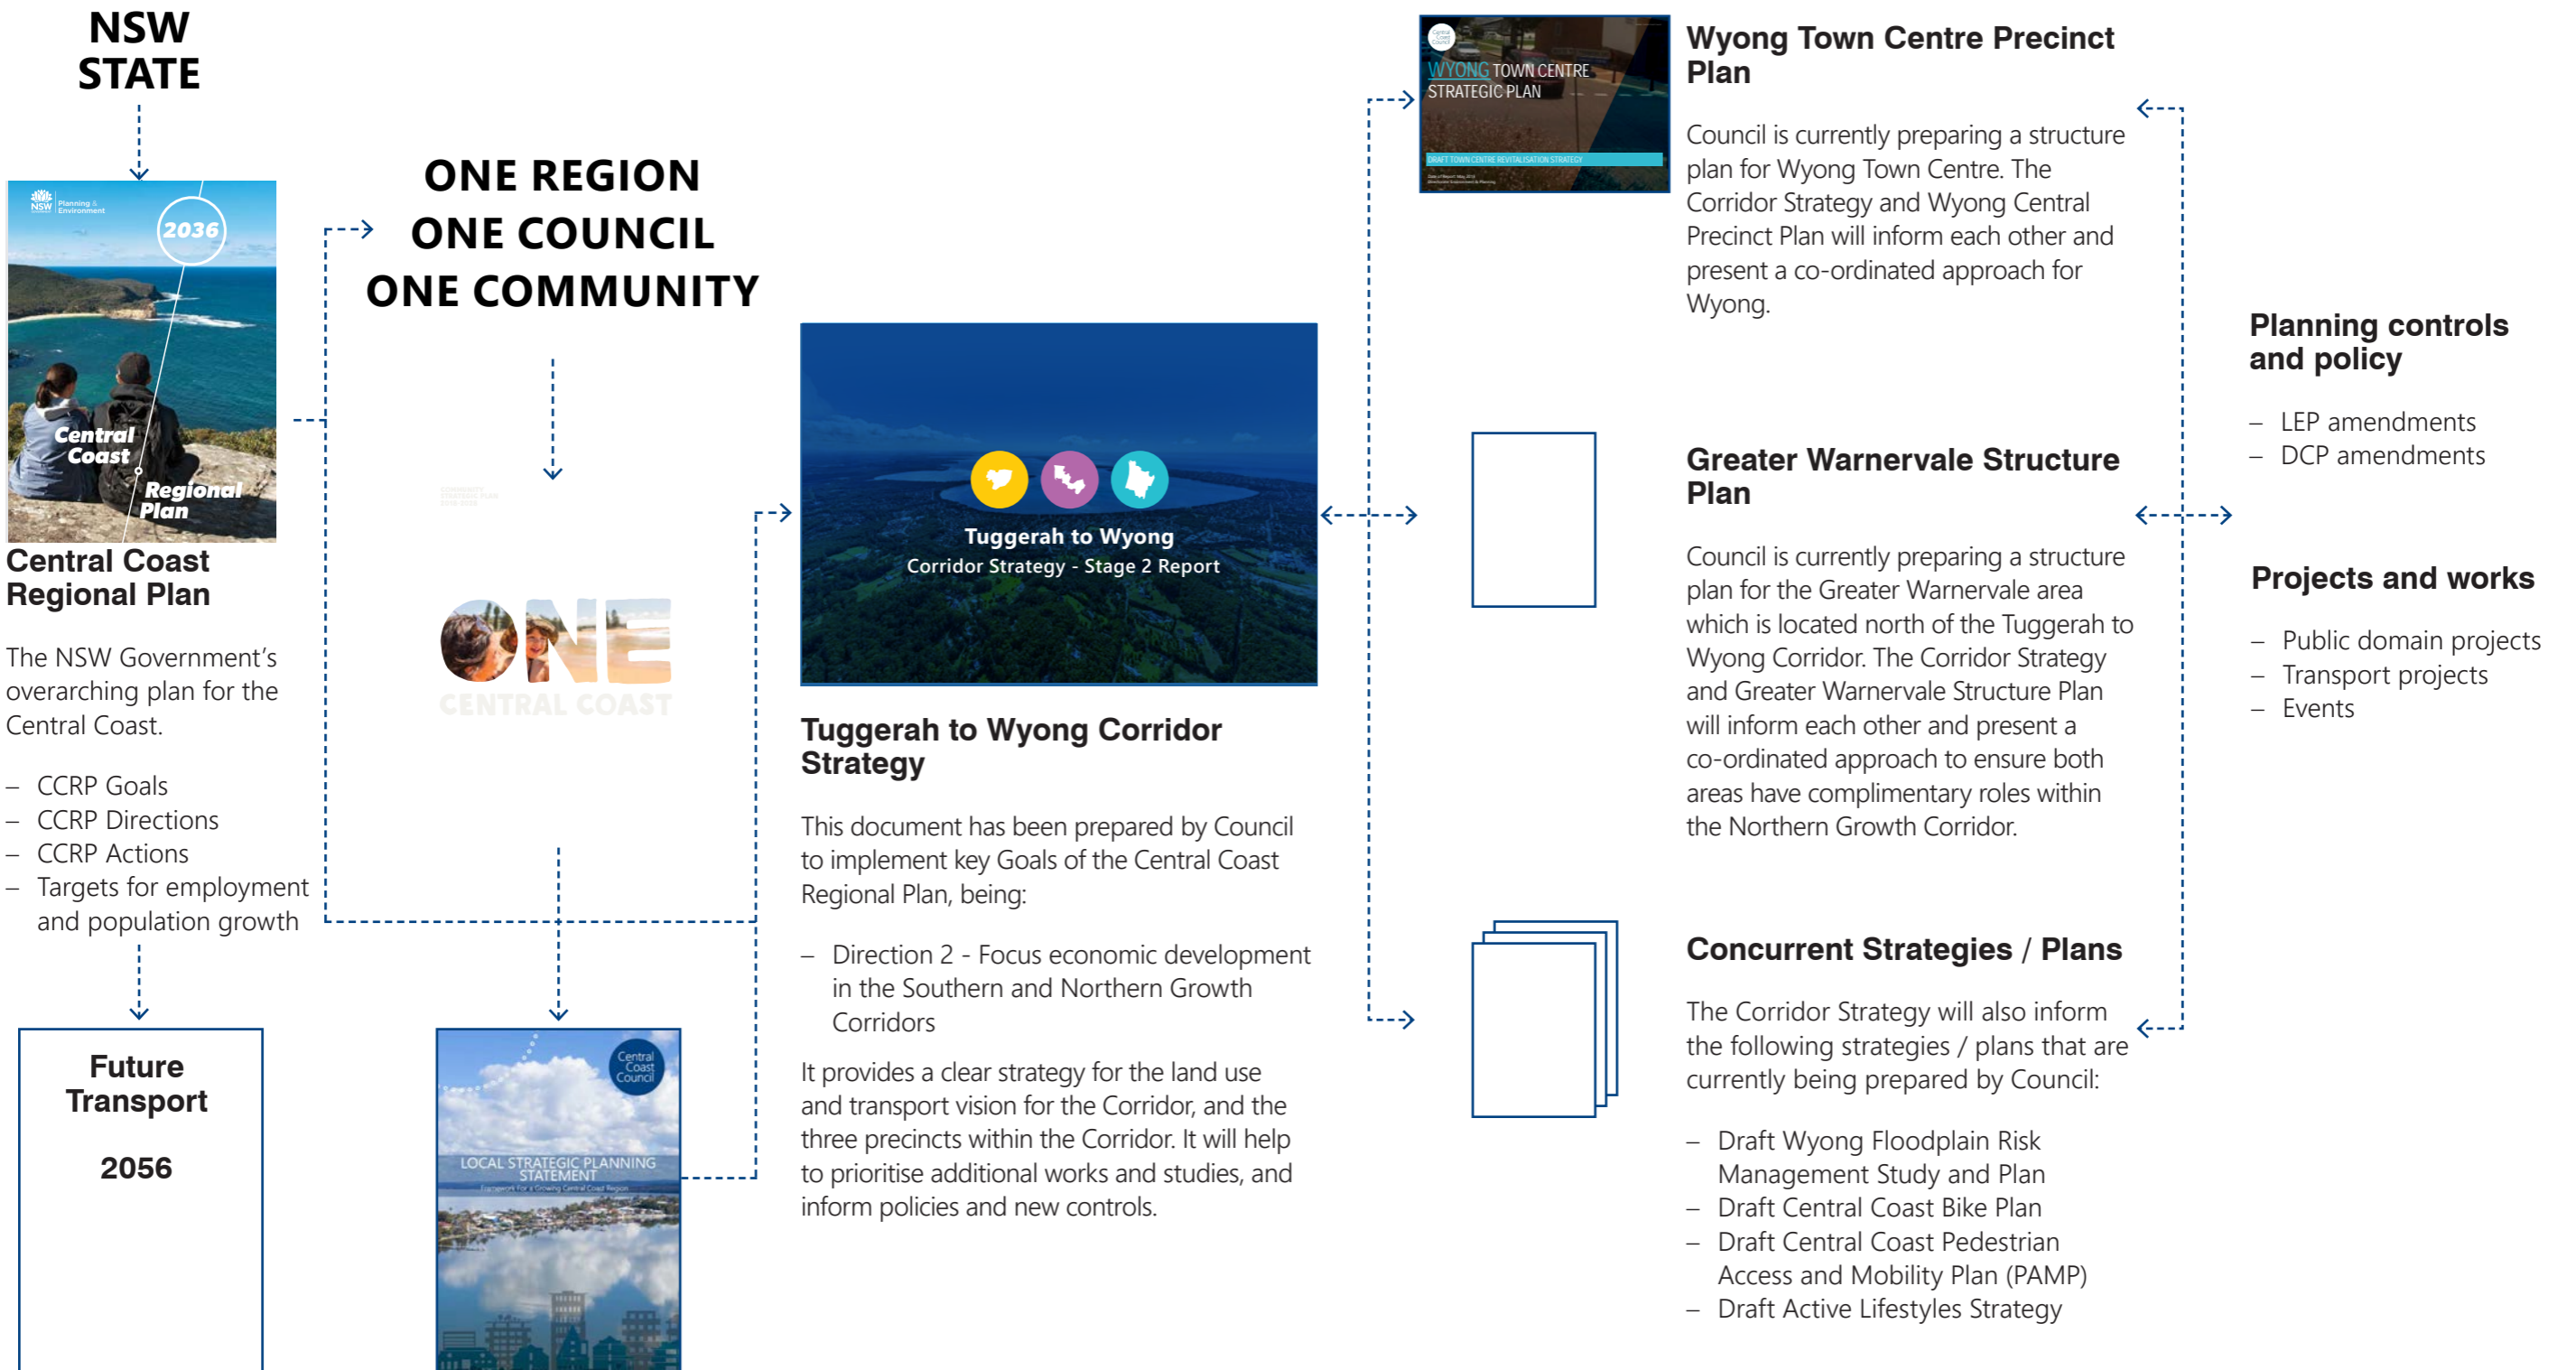 NSW
STATE
NSW
Planning &
Environment
2036
Central
Coast
Regional
Plan
Central Coast
Regional Plan
The NSW Government’s
overarching plan for the
Central Coast.
– CCRP Goals
– CCRP Directions
– CCRP Actions
– Targets for employment
and population growth
Future
Transport
2056
ONE REGION
ONE COUNCIL
ONE COMMUNITY
COMMUNITY
STRATEGIC PLAN
ONE
CENTRAL COAST
Central
Coast
Council
LOCAL STRATEGIC PLANNING
STATEMENT
Framework For a Growing Central Coast Region
Tuggerah to Wyong
Corridor Strategy - Stage 2 Report
Tuggerah to Wyong Corridor
Strategy
This document has been prepared by Council
to implement key Goals of the Central Coast
Regional Plan, being:
– Direction 2 - Focus economic development
in the Southern and Northern Growth
Corridors
It provides a clear strategy for the land use
and transport vision for the Corridor, and the
three precincts within the Corridor. It will help
to prioritise additional works and studies, and
inform policies and new controls.
Central
Coast
Council
WYONG TOWN CENTRE
STRATEGIC PLAN
DRAFT TOWN CENTRE REVITALISATION STRATEGY
Wyong Town Centre Precinct
Plan
Council is currently preparing a structure
plan for Wyong Town Centre. The
Corridor Strategy and Wyong Central
Precinct Plan will inform each other and
present a co-ordinated approach for
Wyong.
Greater Warnervale Structure
Plan
Council is currently preparing a structure
plan for the Greater Warnervale area
which is located north of the Tuggerah to
Wyong Corridor. The Corridor Strategy
and Greater Warnervale Structure Plan
will inform each other and present a
co-ordinated approach to ensure both
areas have complimentary roles within
the Northern Growth Corridor.
Concurrent Strategies / Plans
The Corridor Strategy will also inform
the following strategies / plans that are
currently being prepared by Council:
– Draft Wyong Floodplain Risk
Management Study and Plan
– Draft Central Coast Bike Plan
– Draft Central Coast Pedestrian
Access and Mobility Plan (PAMP)
– Draft Active Lifestyles Strategy
Planning controls
and policy
– LEP amendments
– DCP amendments
Projects and works
– Public domain projects
– Transport projects
– Events